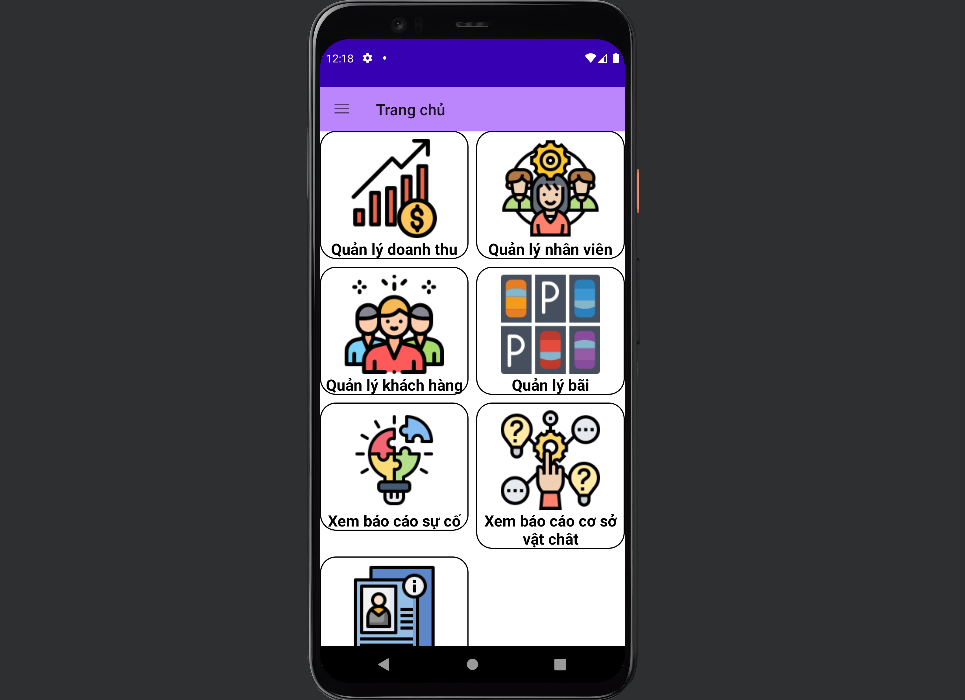 12:18
Trang chủ
Quản lý doanh thu
Quản lý nhân viên
Quản lý khách hàng
P
P
Quản lý bãi
Xem báo cáo sự cố
Xem báo cáo cơ sở
vật chât